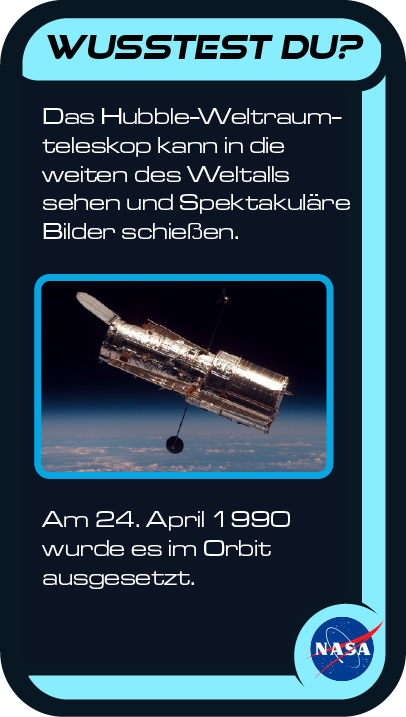 WUSSTEST DU?
Das Hubble-Weltraum-
teleskop kann in die
weiten des Weltalls
sehen und Spektakuläre
Bilder schießen.
Am 24. April 1990
wurde es im Orbit
ausgesetzt.
NASA